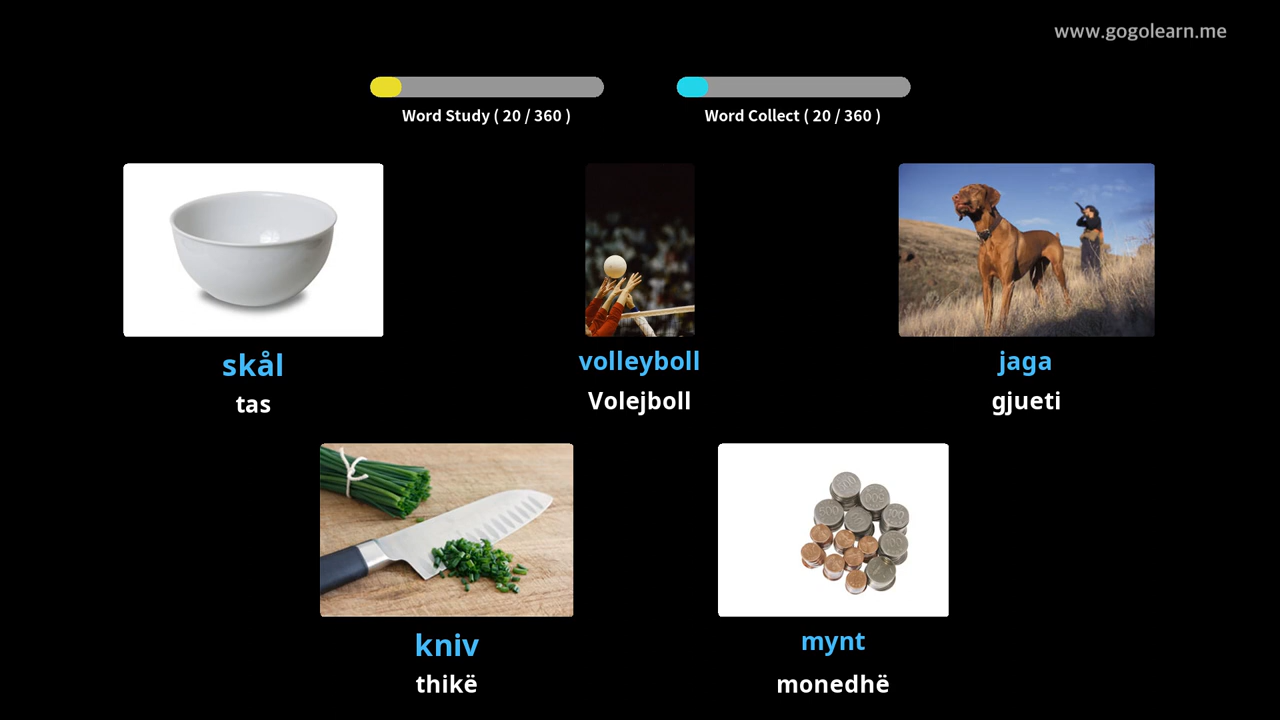 www.gogolearn.me
Word Study ( 20 / 360 )
Word Collect ( 20 / 360 )
skål
tas
volleyboll
Volejboll
jaga
gjueti
kniv
thikë
mynt
monedhë